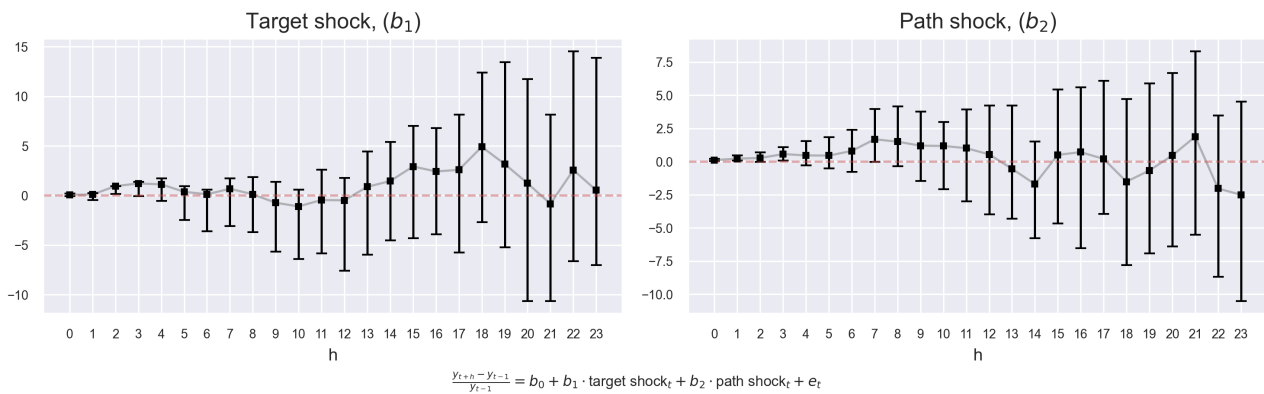 Target shock, (b₁)
15
10
5
0
−5
−10
0 1 2 3 4 5 6 7 8 9 10 11 12 13 14 15 16 17 18 19 20 21 22 23
h
Path shock, (b₂)
7.5
5.0
2.5
0.0
−2.5
−5.0
−7.5
−10.0
0 1 2 3 4 5 6 7 8 9 10 11 12 13 14 15 16 17 18 19 20 21 22 23
h
(yₜ₊ₕ − yₜ₋₁)/yₜ₋₁ = b₀ + b₁ · target shockₜ + b₂ · path shockₜ + eₜ